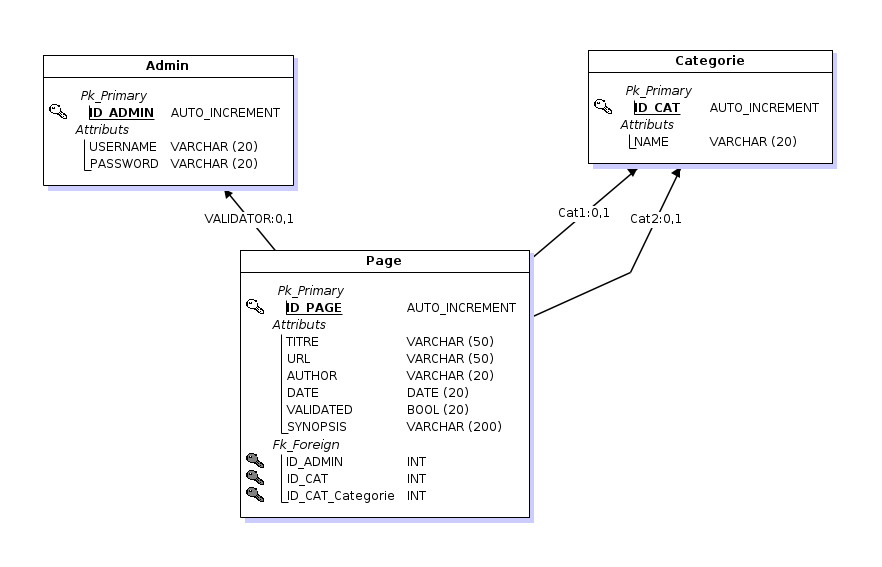 Admin
Pk_Primary
ID_ADMIN AUTO_INCREMENT
Attributs
USERNAME VARCHAR (20)
PASSWORD VARCHAR (20)
Categorie
Pk_Primary
ID_CAT AUTO_INCREMENT
Attributs
NAME VARCHAR (20)
VALIDATOR:0,1
Cat1:0,1
Cat2:0,1
Page
Pk_Primary
ID_PAGE AUTO_INCREMENT
Attributs
TITRE VARCHAR (50)
URL VARCHAR (50)
AUTHOR VARCHAR (20)
DATE DATE (20)
VALIDATED BOOL (20)
SYNOPSIS VARCHAR (200)
Fk_Foreign
ID_ADMIN INT
ID_CAT INT
ID_CAT_Categorie INT